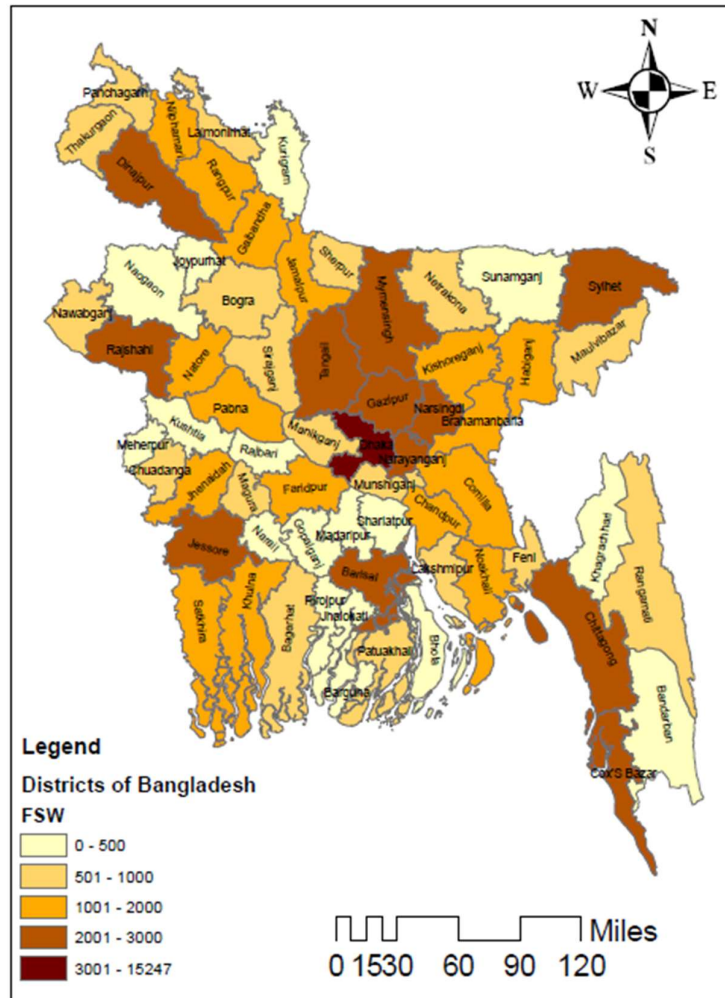 N
W E
S
Panchagarh
Thakurgaon
Nilphamari
Lalmonirhat
Kurigram
Dinajpur
Rangpur
Gaibandha
Joypurhat
Naogaon
Jamalpur
Sherpur
Mymensingh
Netrakona
Sunamganj
Sylhet
Nawabganj
Bogra
Maulvibazar
Rajshahi
Natore
Sirajganj
Tangail
Kishoreganj
Habiganj
Gazipur
Narsingdi
Brahamanbaria
Pabna
Kushtia
Manikganj
Dhaka
Meherpur
Rajbari
Narayanganj
Chuadanga
Jhenaidah
Magura
Faridpur
Munshiganj
Comilla
Chandpur
Shariatpur
Madaripur
Gopalganj
Narail
Jessore
Barisal
Lakshmipur
Noakhali
Feni
Khagrachhari
Rangamati
Satkhira
Khulna
Bagerhat
Pirojpur
Jhalokati
Bhola
Chittagong
Patuakhali
Barguna
Bandarban
Cox'S Bazar
Legend
Districts of Bangladesh
FSW
0 - 500
501 - 1000
1001 - 2000
2001 - 3000
3001 - 15247
Miles
0 15 30 60 90 120